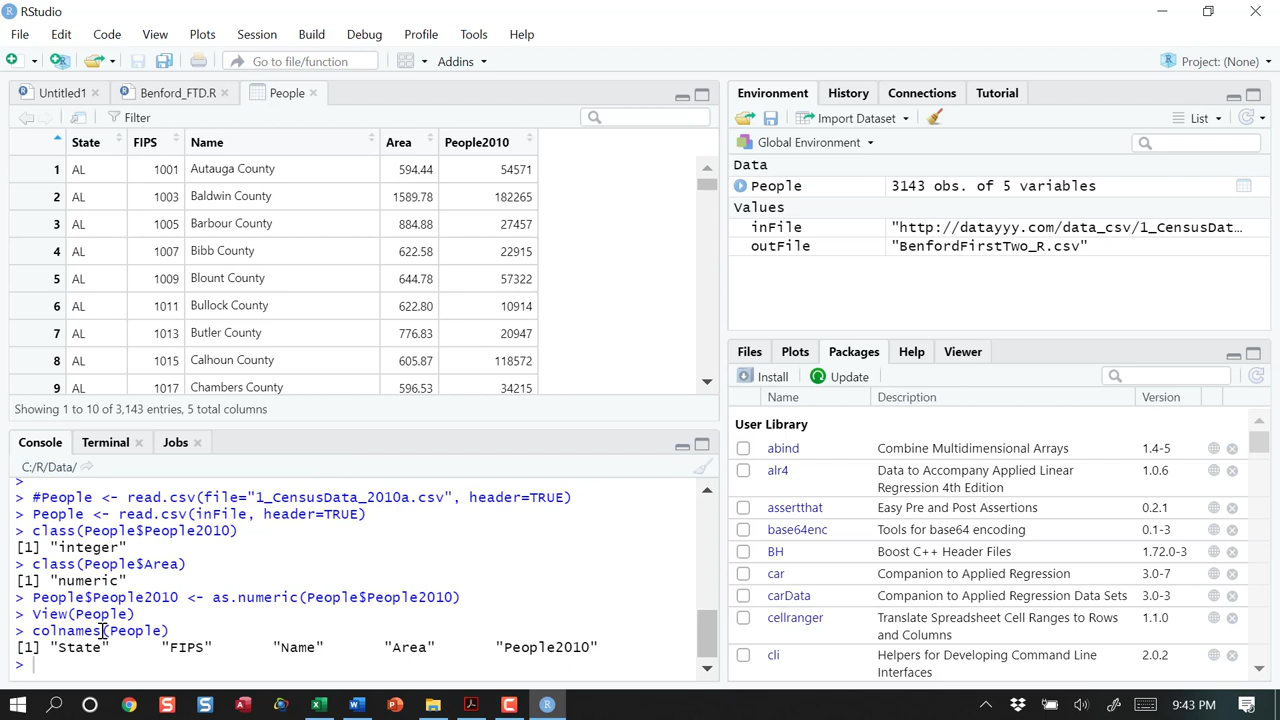 RStudio
File Edit Code View Plots Session Build Debug Profile Tools Help
Go to file/function Addins Project: (None)
Untitled1 Benford_FTD.R People
Filter
State FIPS Name Area People2010
1 AL 1001 Autauga County 594.44 54571
2 AL 1003 Baldwin County 1589.78 182265
3 AL 1005 Barbour County 884.88 27457
4 AL 1007 Bibb County 622.58 22915
5 AL 1009 Blount County 644.78 57322
6 AL 1011 Bullock County 622.80 10914
7 AL 1013 Butler County 776.83 20947
8 AL 1015 Calhoun County 605.87 118572
9 AL 1017 Chambers County 596.53 34215
Showing 1 to 10 of 3,143 entries, 5 total columns
Console Terminal Jobs
C:/R/Data/
>
> #People <- read.csv(file="1_CensusData_2010a.csv", header=TRUE)
> People <- read.csv(inFile, header=TRUE)
> class(People$People2010)
[1] "integer"
> class(People$Area)
[1] "numeric"
> People$People2010 <- as.numeric(People$People2010)
> View(People)
> colnames(People)
[1] "State" "FIPS" "Name" "Area" "People2010"
>
Environment History Connections Tutorial
Import Dataset List
Global Environment
Data
People 3143 obs. of 5 variables
Values
inFile "http://datayyy.com/data_csv/1_CensusDat…
outFile "BenfordFirstTwo_R.csv"
Files Plots Packages Help Viewer
Install Update
Name Description Version
User Library
abind Combine Multidimensional Arrays 1.4-5
alr4 Data to Accompany Applied Linear 1.0.6
Regression 4th Edition
assertthat Easy Pre and Post Assertions 0.2.1
base64enc Tools for base64 encoding 0.1-3
BH Boost C++ Header Files 1.72.0-3
car Companion to Applied Regression 3.0-7
carData Companion to Applied Regression Data Sets 3.0-3
cellranger Translate Spreadsheet Cell Ranges to Rows 1.1.0
and Columns
cli Helpers for Developing Command Line 2.0.2
Interfaces
9:43 PM